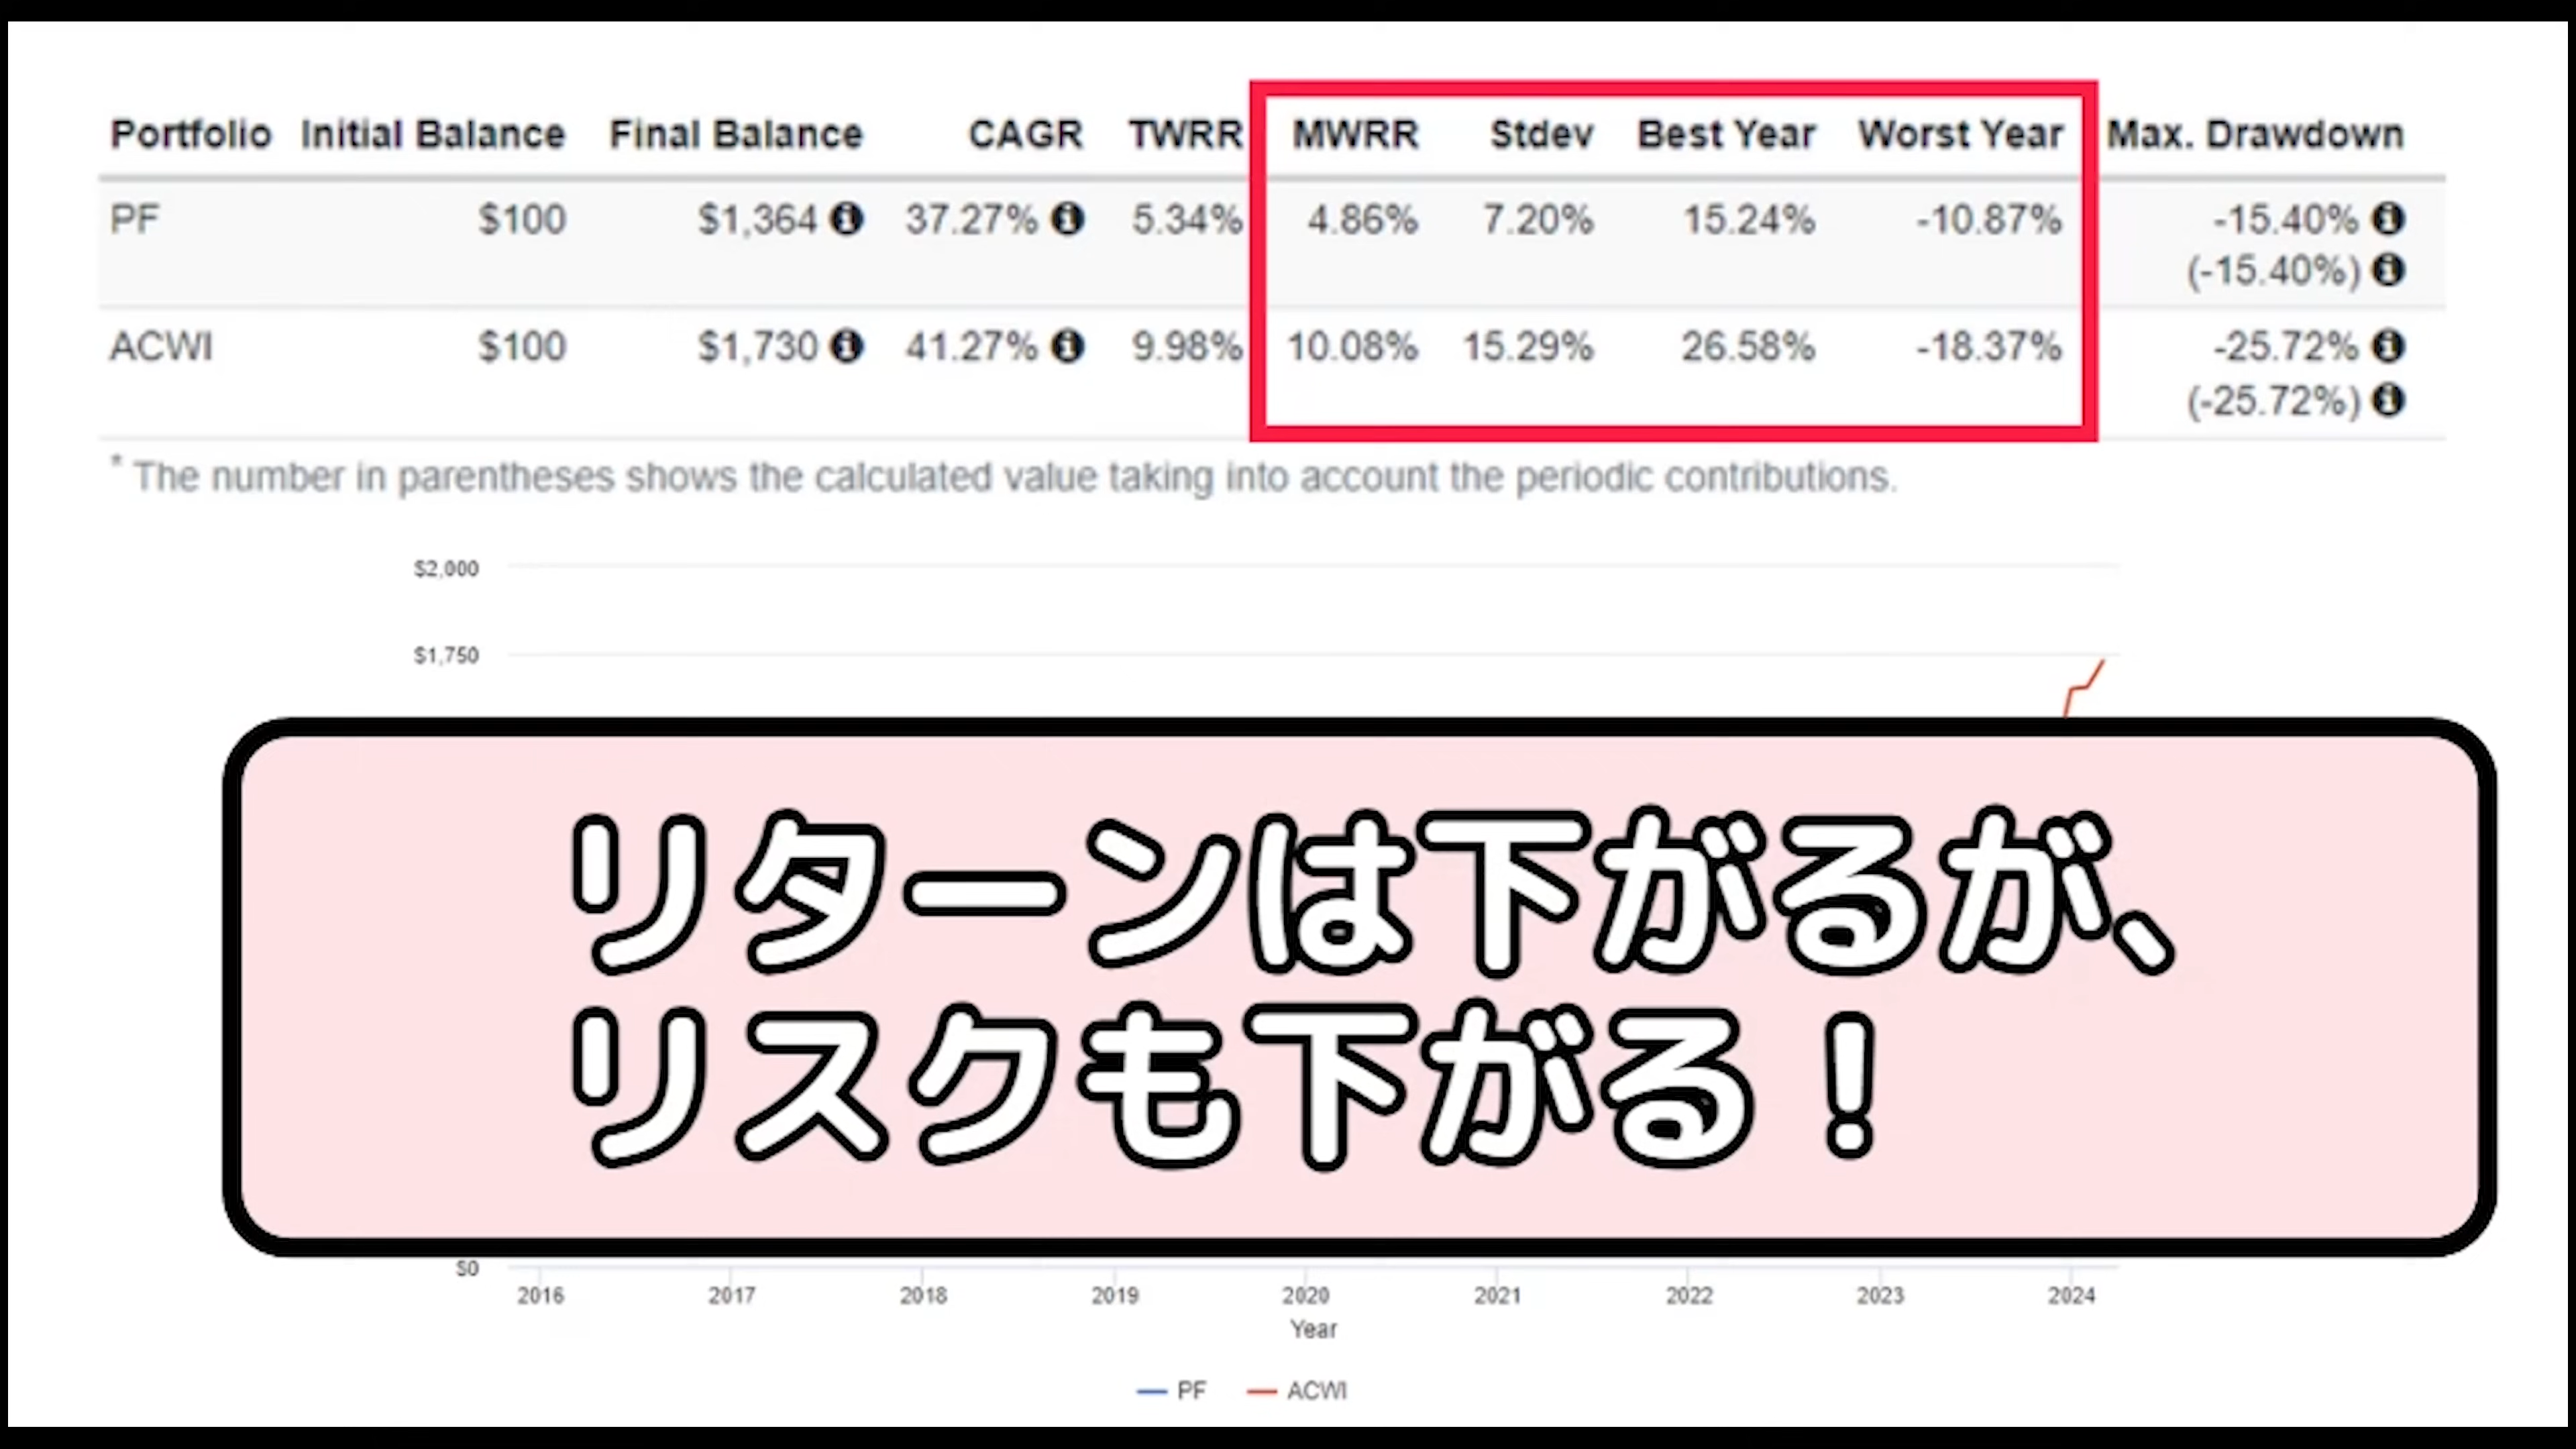 Portfolio Initial Balance Final Balance CAGR TWRR MWRR Stdev Best Year Worst Year Max. Drawdown
PF $100 $1,364 37.27% 5.34% 4.86% 7.20% 15.24% -10.87% -15.40%
(-15.40%)
ACWI $100 $1,730 41.27% 9.98% 10.08% 15.29% 26.58% -18.37% -25.72%
(-25.72%)
* The number in parentheses shows the calculated value taking into account the periodic contributions.
$2,000
$1,750
リターンは下がるが、
リスクも下がる！
$0
2016 2017 2018 2019 2020 2021 2022 2023 2024
Year
PF ACWI